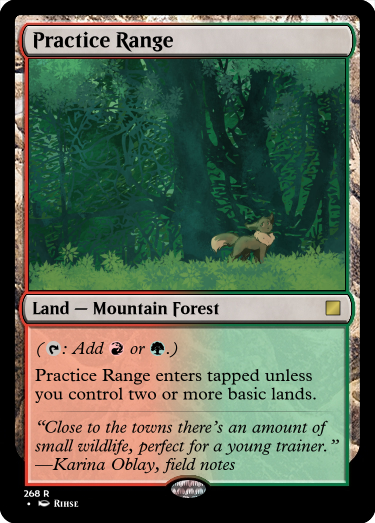 Practice Range
Land — Mountain Forest
( : Add or .)
Practice Range enters tapped unless
you control two or more basic lands.
“Close to the towns there's an amount of
small wildlife, perfect for a young trainer.”
—Karina Oblay, field notes
268 R
• Rihse